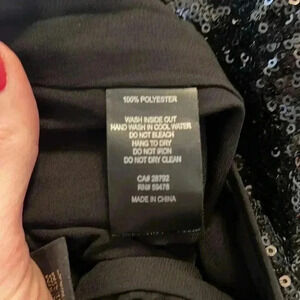 100% POLYESTER
WASH INSIDE OUT
HAND WASH IN COOL WATER
DO NOT BLEACH
HANG TO DRY
DO NOT IRON
DO NOT DRY CLEAN
CA# 28792
RN# 59478
MADE IN CHINA